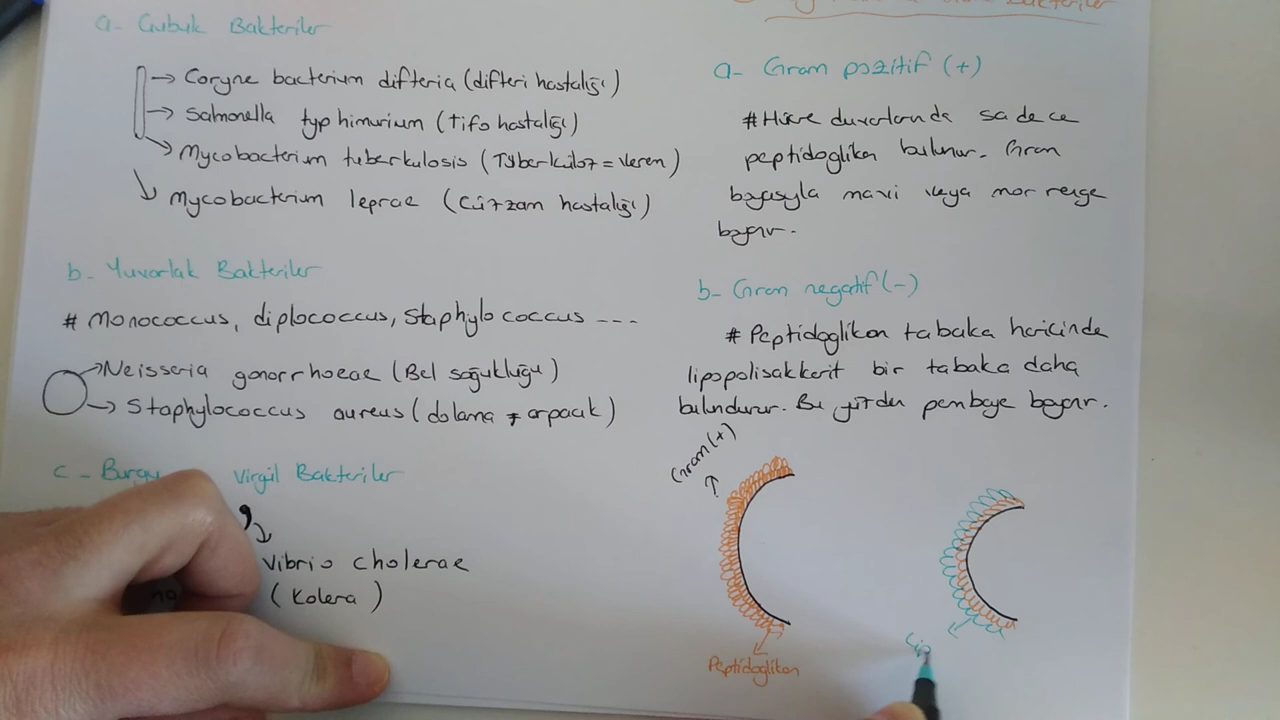 a- Çubuk Bakteriler
→ Coryne bacterium difteria (difteri hastalığı)
→ Salmonella typhimurium (Tifo hastalığı)
→ Mycobacterium tuberkulosis (Tüberküloz = verem)
Mycobacterium leprae (Cüzzam hastalığı)
b- Yuvarlak Bakteriler
# Monococcus, diplococcus, staphylococcus ---
→ Neisseria gonorrhoeae (Bel soğukluğu)
→ Staphylococcus aureus (dolama arpacık)
c- Virgül Bakteriler
Vibrio cholerae
(Kolera)
Bakteriler
a- Gram pozitif (+)
# Hücre duvarlarında sadece
peptidoglikan bulunur. Gram
boyasıyla mavi veya mor renge
boyanır.
b- Gram negatif (-)
# Peptidoglikan tabaka haricinde
lipopolisakkarit bir tabaka daha
bulundurur. Bu yüzden pembeye boyanır.
Gram (+)
Peptidoglikan
Lip